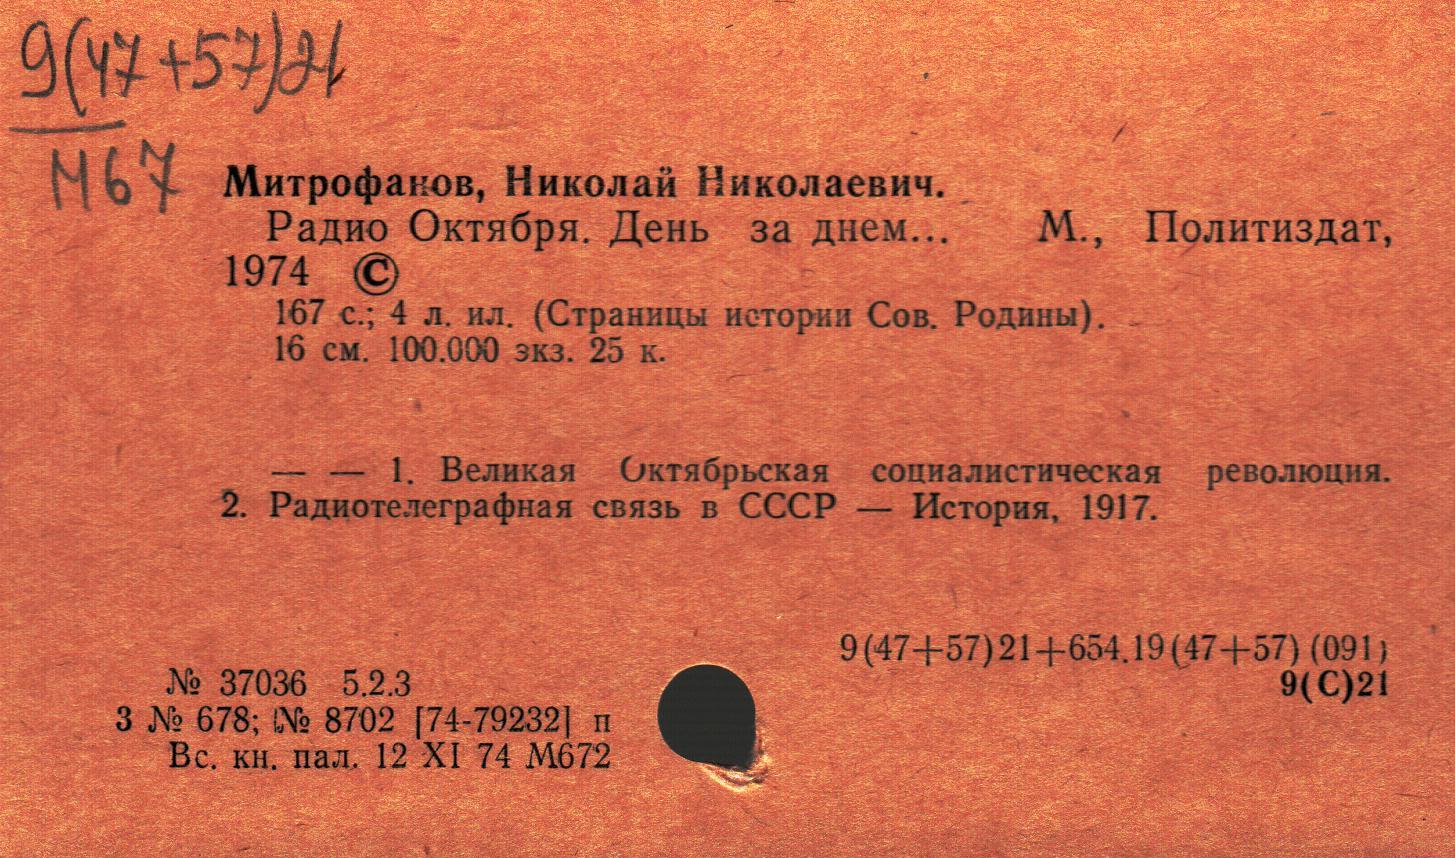 9(47+57)21
М67
Митрофанов, Николай Николаевич.
Радио Октября. День за днем... М., Политиздат,
1974 ©
167 с.; 4 л. ил. (Страницы истории Сов. Родины).
16 см. 100.000 экз. 25 к.
— — 1. Великая Октябрьская социалистическая революция.
2. Радиотелеграфная связь в СССР — История, 1917.
9(47+57)21+654.19(47+57) (091)
9(С)21
№ 37036 5.2.3
3 № 678; № 8702 [74-79232] п
Вс. кн. пал. 12 XI 74 М672